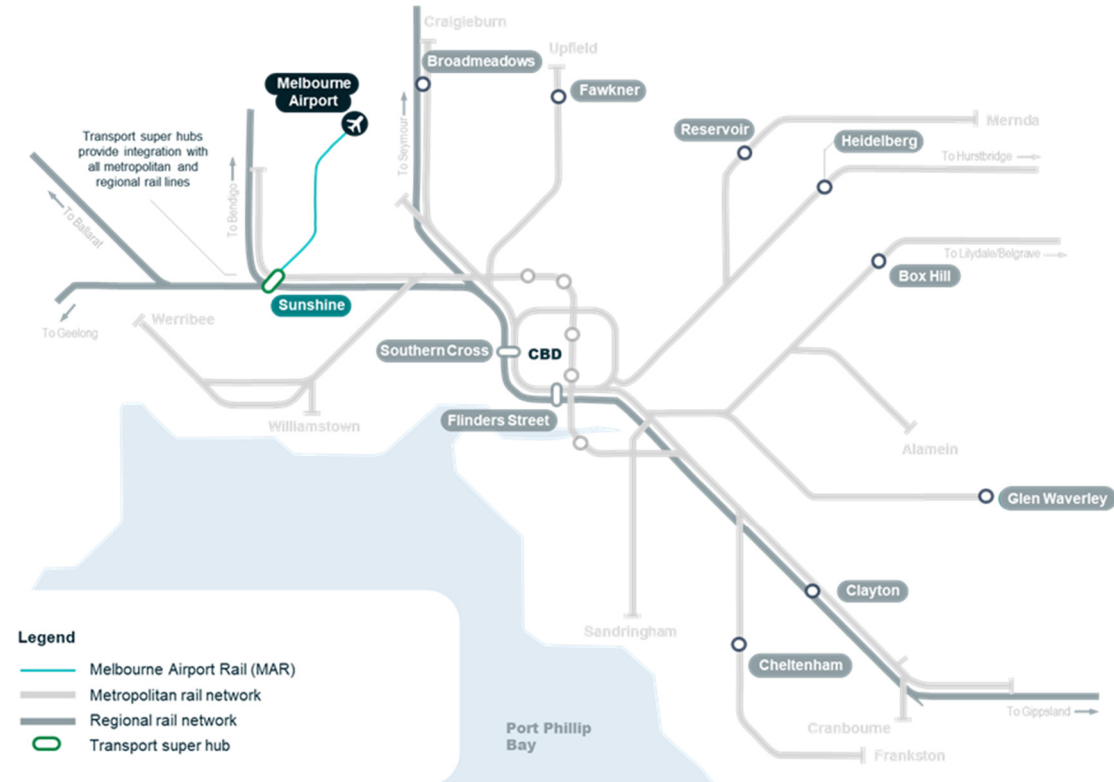 Craigieburn
Broadmeadows
Upfield
Fawkner
Melbourne
Airport
Transport super hubs
provide integration with
all metropolitan and
regional rail lines
To Seymour
To Bendigo
To Ballarat
Reservoir
Mernda
Heidelberg
To Hurstbridge
To Lilydale/Belgrave
Box Hill
Sunshine
To Geelong
Werribee
Southern Cross
CBD
Flinders Street
Williamstown
Alamein
Glen Waverley
Clayton
Sandringham
Cheltenham
Cranbourne
To Gippsland
Frankston
Port Phillip
Bay
Legend
Melbourne Airport Rail (MAR)
Metropolitan rail network
Regional rail network
Transport super hub